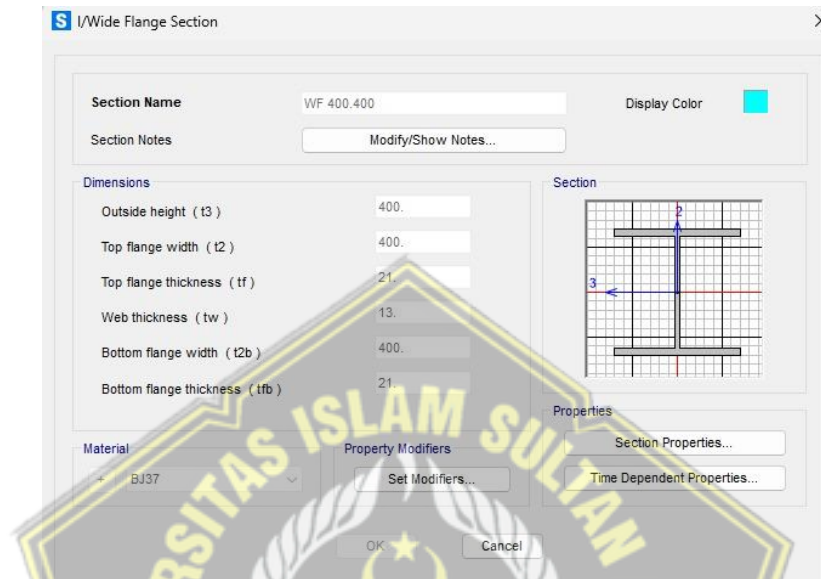 I/Wide Flange Section
Section Name WF 400.400 Display Color
Section Notes Modify/Show Notes...
Dimensions
Outside height ( t3 ) 400.
Top flange width ( t2 ) 400.
Top flange thickness ( tf ) 21.
Web thickness ( tw ) 13.
Bottom flange width ( t2b ) 400.
Bottom flange thickness ( tfb ) 21.
Section
2
3
Material
+ BJ37
Property Modifiers
Set Modifiers...
Properties
Section Properties...
Time Dependent Properties...
OK Cancel
ISLAM SULTAN